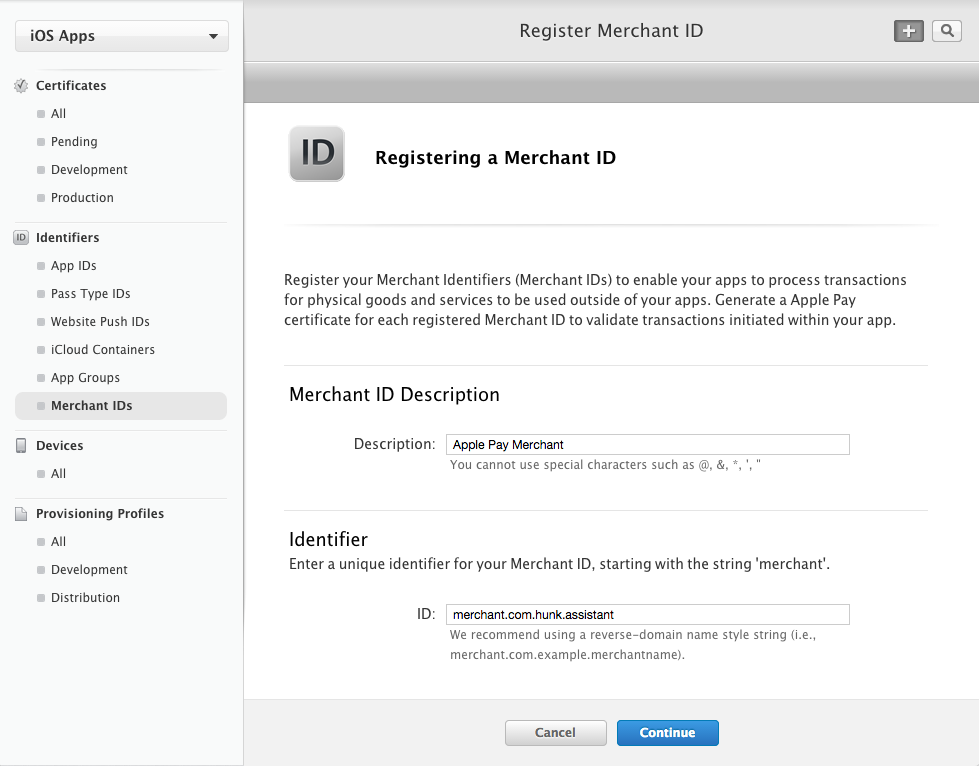 iOS Apps
Certificates
All
Pending
Development
Production
ID Identifiers
App IDs
Pass Type IDs
Website Push IDs
iCloud Containers
App Groups
Merchant IDs
Devices
All
Provisioning Profiles
All
Development
Distribution
Register Merchant ID
ID Registering a Merchant ID
Register your Merchant Identifiers (Merchant IDs) to enable your apps to process transactions
for physical goods and services to be used outside of your apps. Generate a Apple Pay
certificate for each registered Merchant ID to validate transactions initiated within your app.
Merchant ID Description
Description: Apple Pay Merchant
You cannot use special characters such as @, &, *, ', "
Identifier
Enter a unique identifier for your Merchant ID, starting with the string 'merchant'.
ID: merchant.com.hunk.assistant
We recommend using a reverse-domain name style string (i.e.,
merchant.com.example.merchantname).
Cancel Continue